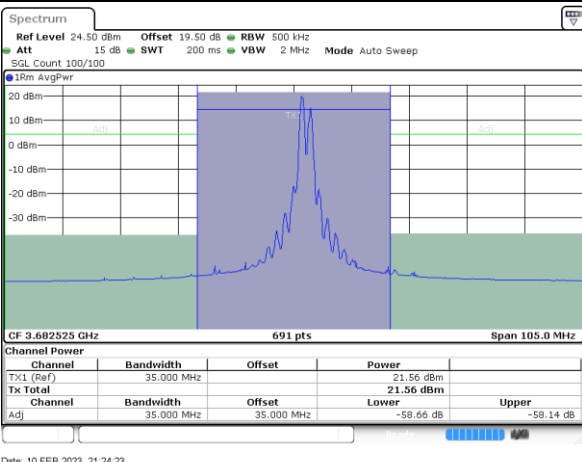 Spectrum
Ref Level 24.50 dBm Offset 19.50 dB RBW 500 kHz
Att 15 dB SWT 200 ms VBW 2 MHz Mode Auto Sweep
SGL Count 100/100
1Rm AvgPwr
20 dBm
TX1
10 dBm
Adj Adj
0 dBm
-10 dBm
-20 dBm
-30 dBm
CF 3.682525 GHz 691 pts Span 105.0 MHz
Channel Power
Channel Bandwidth Offset Power
TX1 (Ref) 35.000 MHz 21.56 dBm
Tx Total 21.56 dBm
Channel Bandwidth Offset Lower Upper
Adj 35.000 MHz 35.000 MHz -58.66 dB -58.14 dB
Ready
Date: 10 FEB 2023 21:24:23